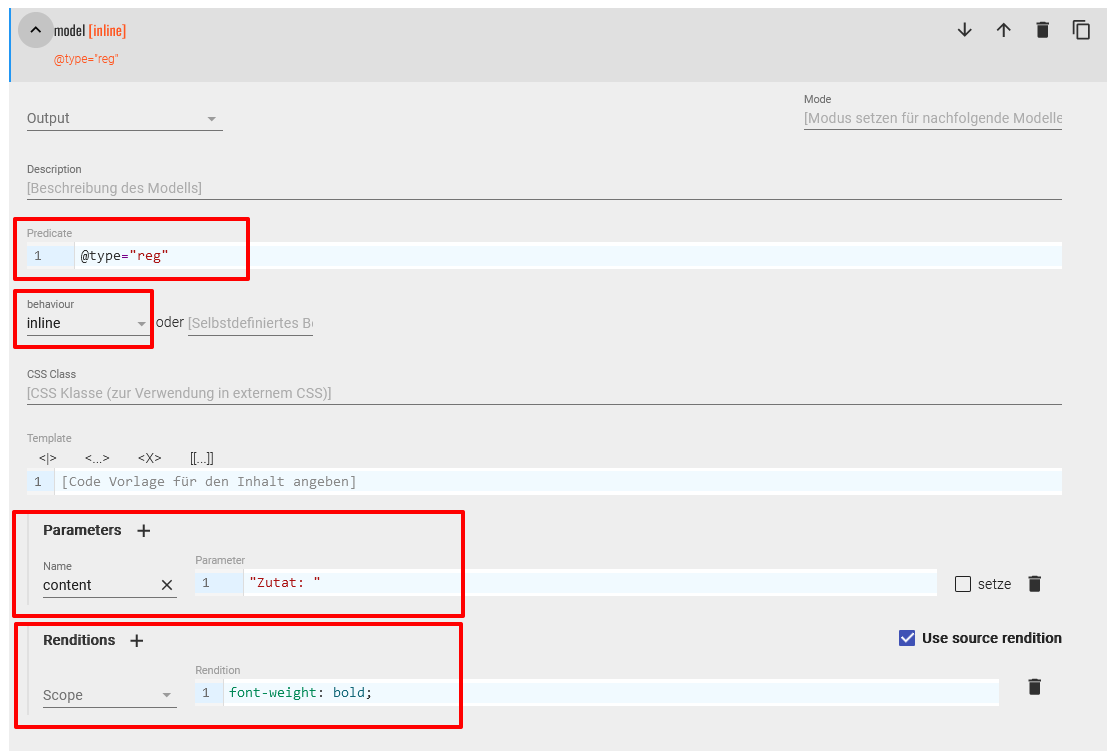 model [inline]
@type="reg"
Output
Mode
[Modus setzen für nachfolgende Modelle
Description
[Beschreibung des Modells]
Predicate
1 @type="reg"
behaviour
inline oder [Selbstdefiniertes Be
CSS Class
[CSS Klasse (zur Verwendung in externem CSS)]
Template
<|> <...> <X> [[...]]
1 [Code Vorlage für den Inhalt angeben]
Parameters +
Name
Parameter
content
1 "Zutat: "
setze
Renditions +
Use source rendition
Rendition
Scope
1 font-weight: bold;